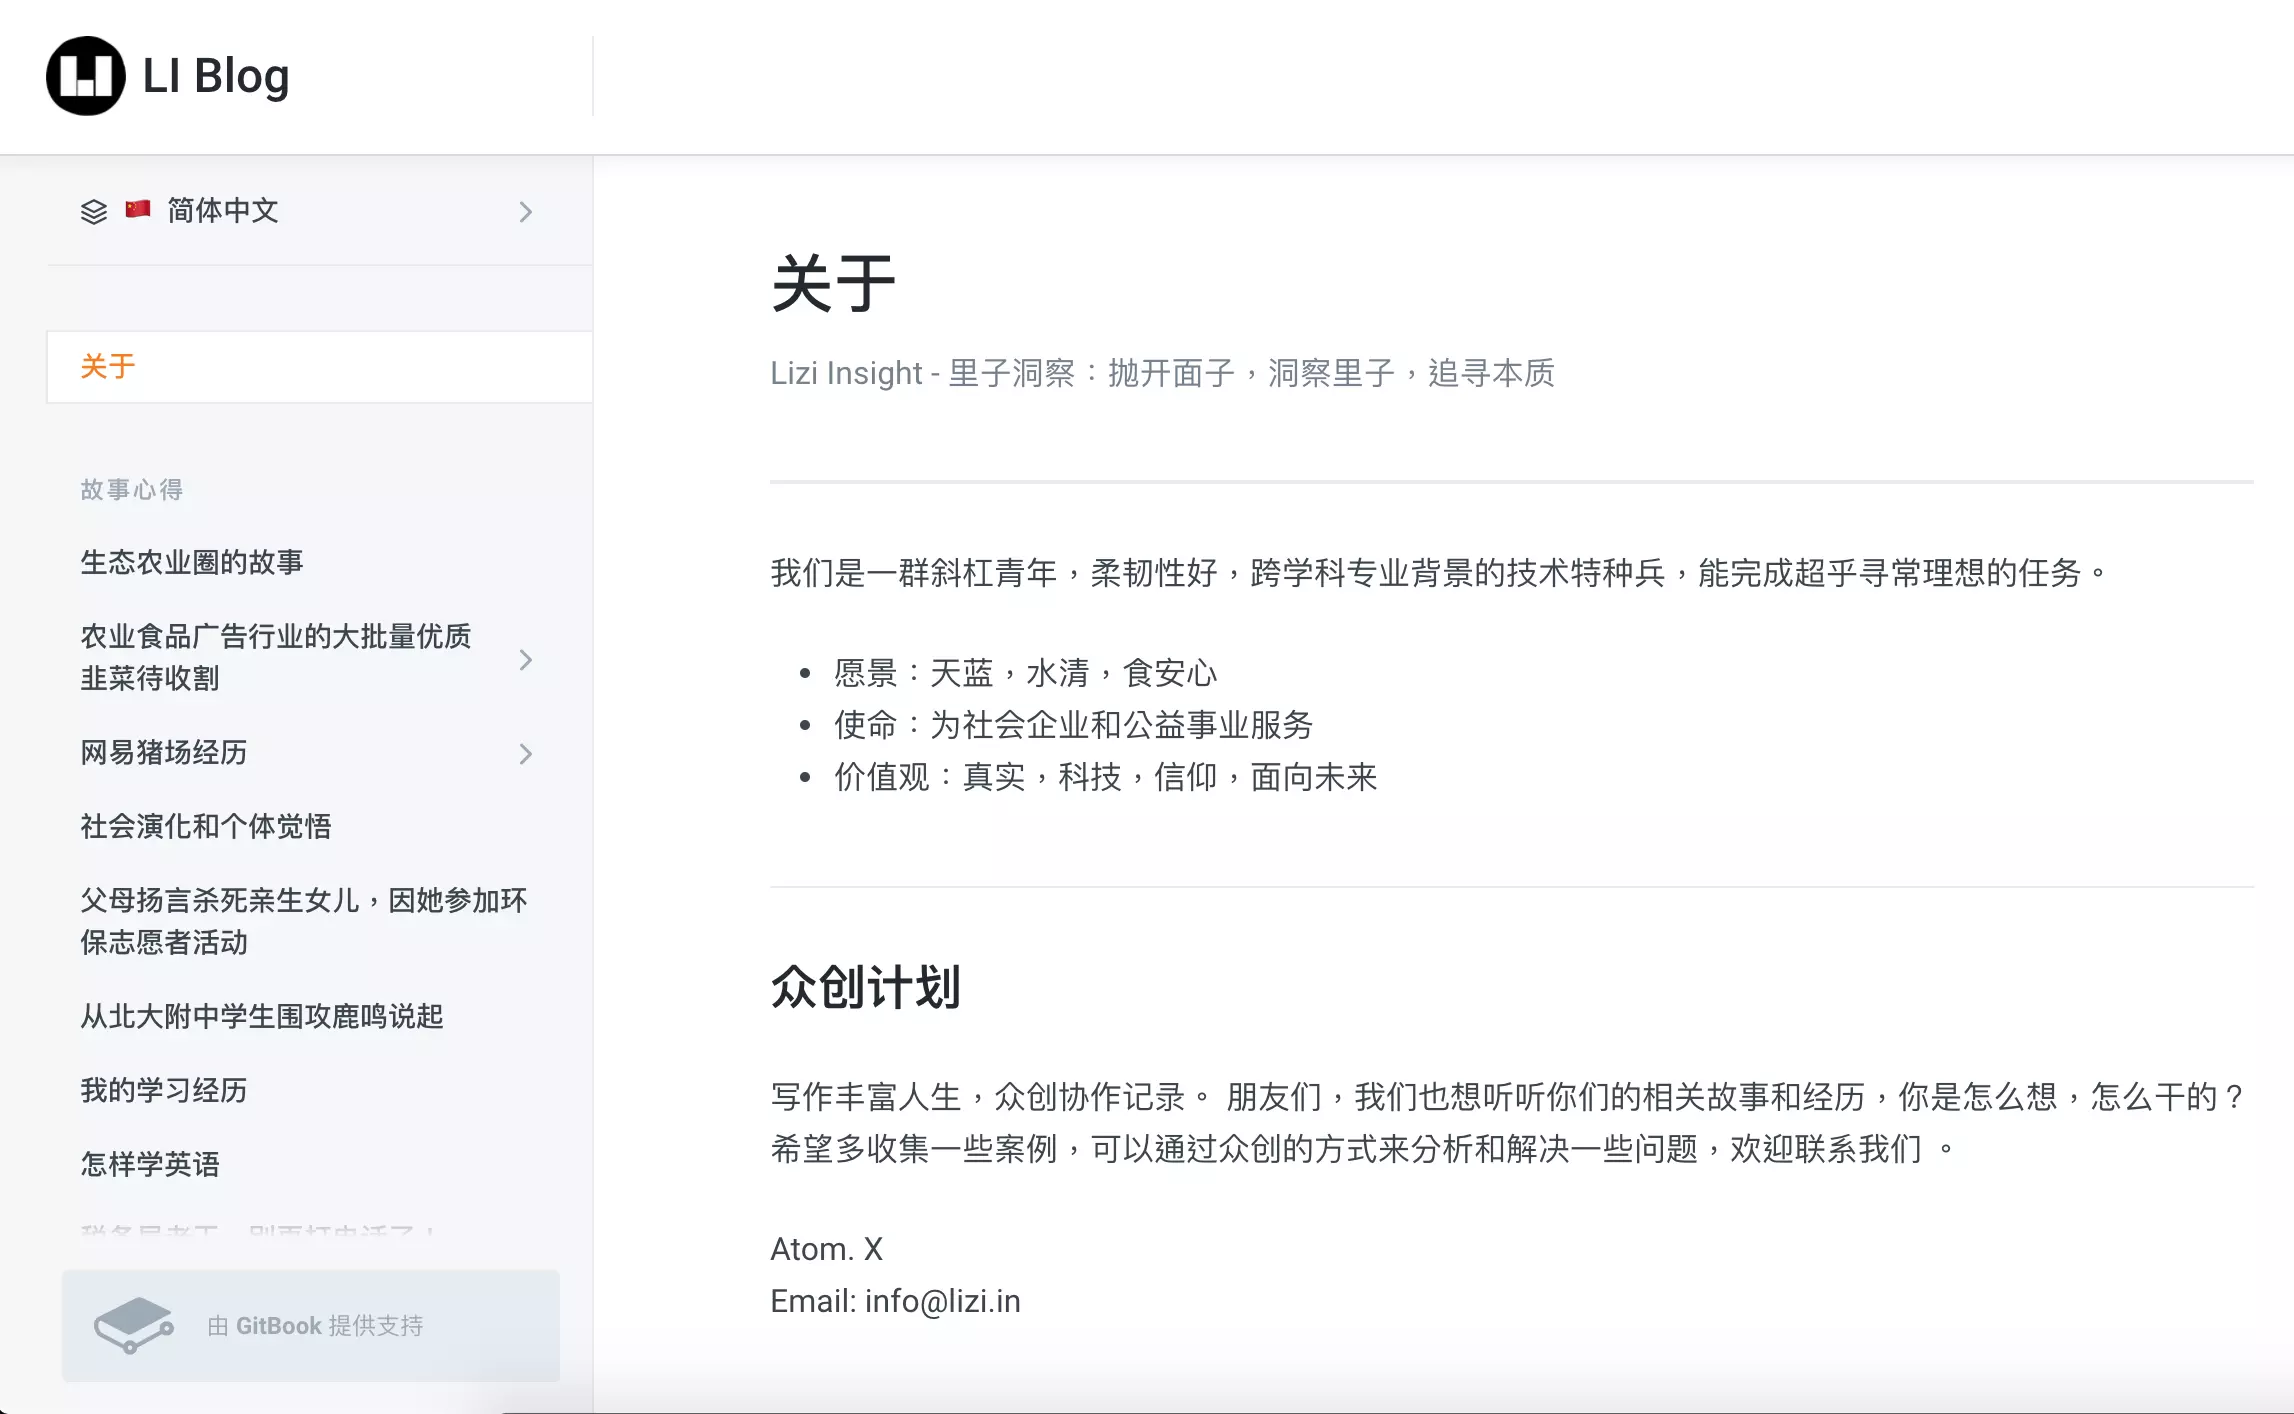 LI Blog
简体中文
关于
故事心得
生态农业圈的故事
农业食品广告行业的大批量优质
韭菜待收割
网易猪场经历
社会演化和个体觉悟
父母扬言杀死亲生女儿，因她参加环
保志愿者活动
从北大附中学生围攻鹿鸣说起
我的学习经历
怎样学英语
由 GitBook 提供支持
关于
Lizi Insight - 里子洞察：抛开面子，洞察里子，追寻本质
我们是一群斜杠青年，柔韧性好，跨学科专业背景的技术特种兵，能完成超乎寻常理想的任务。
• 愿景：天蓝，水清，食安心
• 使命：为社会企业和公益事业服务
• 价值观：真实，科技，信仰，面向未来
众创计划
写作丰富人生，众创协作记录。 朋友们，我们也想听听你们的相关故事和经历，你是怎么想，怎么干的？
希望多收集一些案例，可以通过众创的方式来分析和解决一些问题，欢迎联系我们 。
Atom. X
Email: info@lizi.in